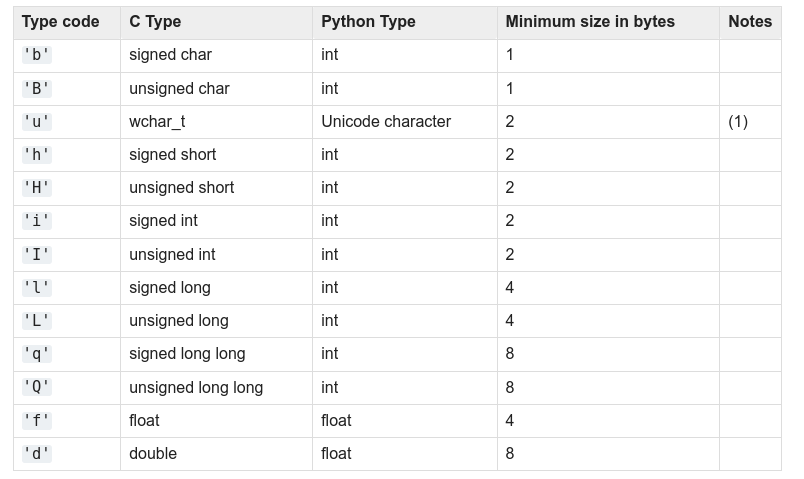 Type code C Type Python Type Minimum size in bytes Notes
'b' signed char int 1
'B' unsigned char int 1
'u' wchar_t Unicode character 2 (1)
'h' signed short int 2
'H' unsigned short int 2
'i' signed int int 2
'I' unsigned int int 2
'l' signed long int 4
'L' unsigned long int 4
'q' signed long long int 8
'Q' unsigned long long int 8
'f' float float 4
'd' double float 8